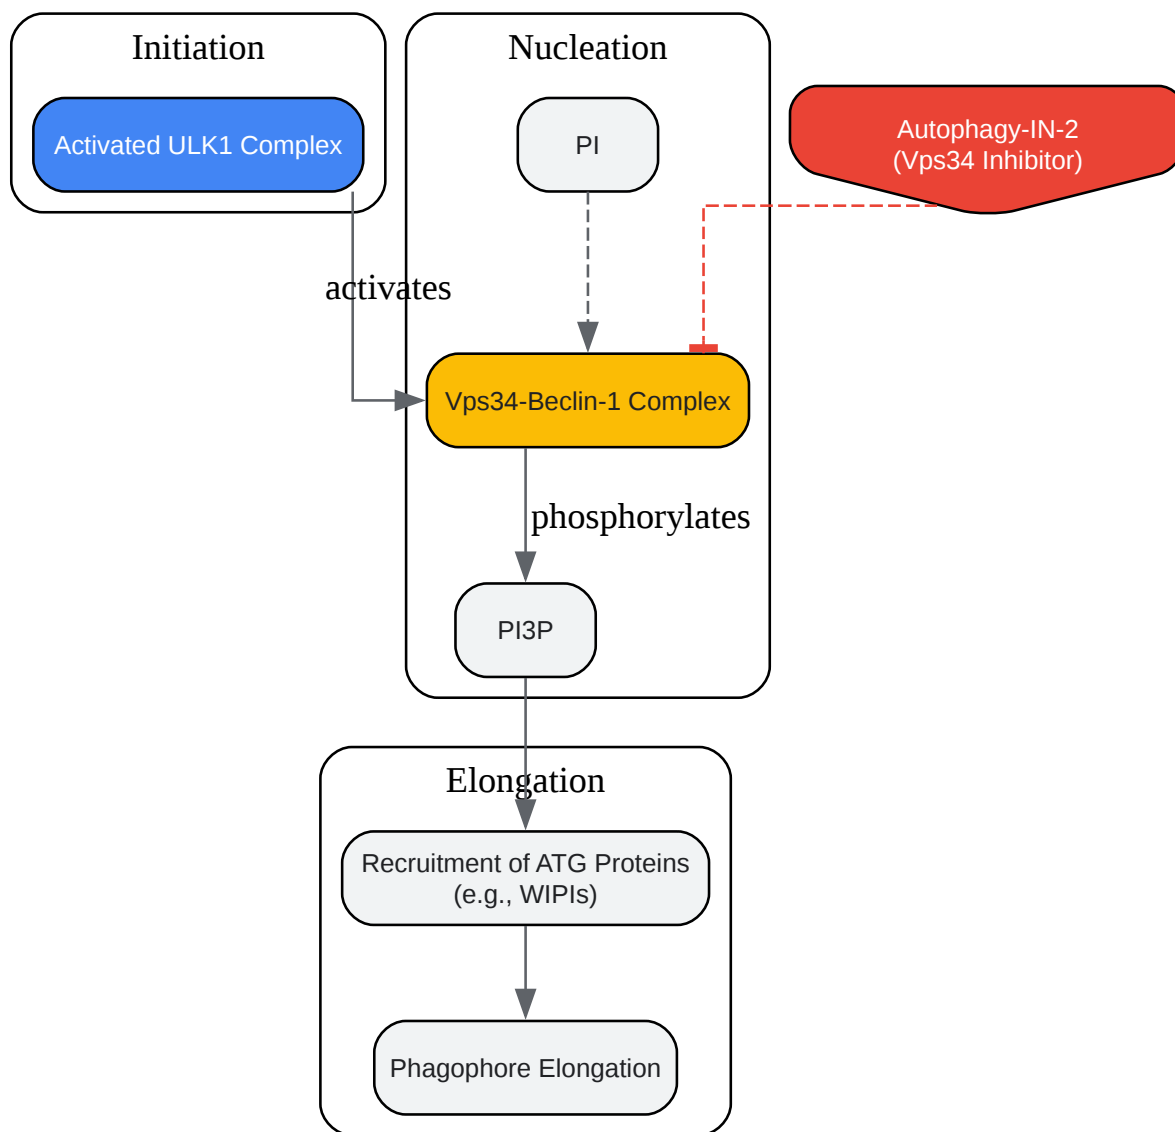 Initiation
Activated ULK1 Complex
Nucleation
PI
Autophagy-IN-2
(Vps34 Inhibitor)
activates
Vps34-Beclin-1 Complex
phosphorylates
PI3P
Elongation
Recruitment of ATG Proteins
(e.g., WIPIs)
Phagophore Elongation